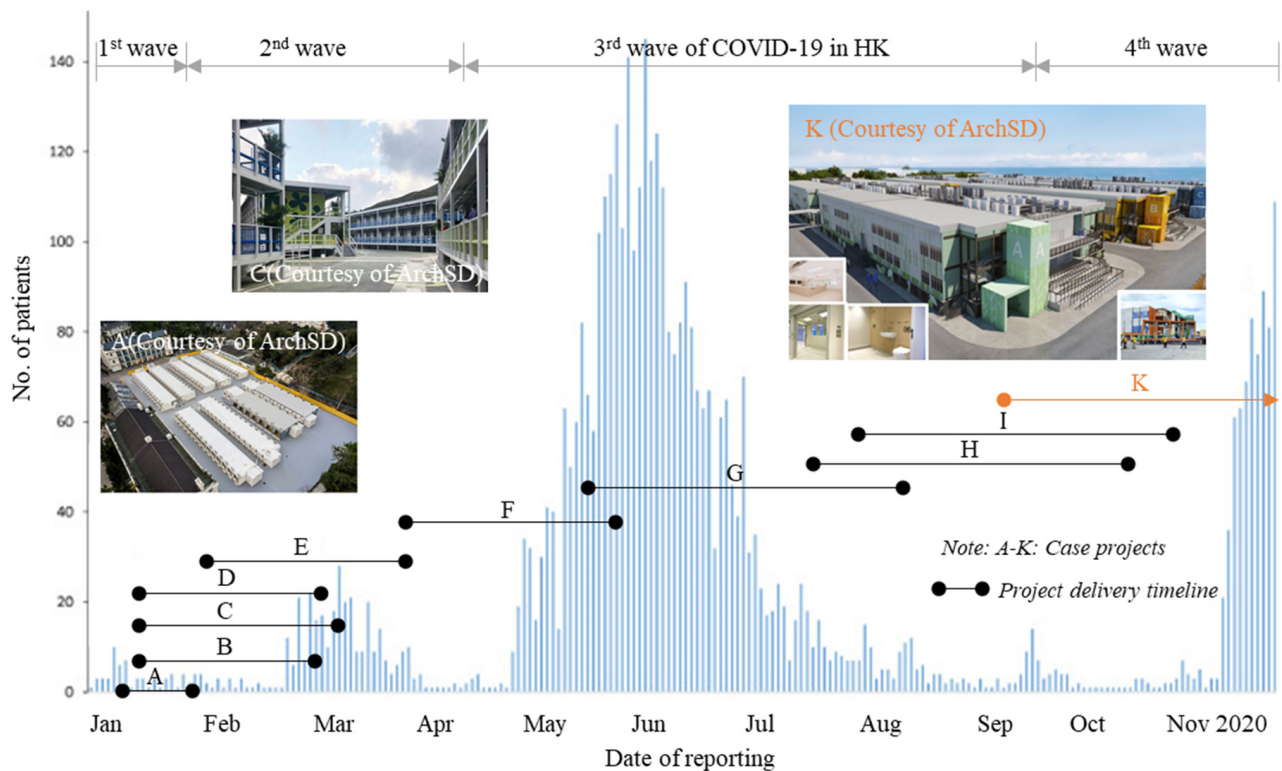 1st wave
2nd wave
3rd wave of COVID-19 in HK
4th wave
No. of patients
140
120
100
80
60
40
20
0
K (Courtesy of ArchSD)
C(Courtesy of ArchSD)
A(Courtesy of ArchSD)
A
A
B
C
K
I
H
G
F
E
D
C
B
A
Note: A-K: Case projects
Project delivery timeline
Jan Feb Mar Apr May Jun Jul Aug Sep Oct Nov 2020
Date of reporting